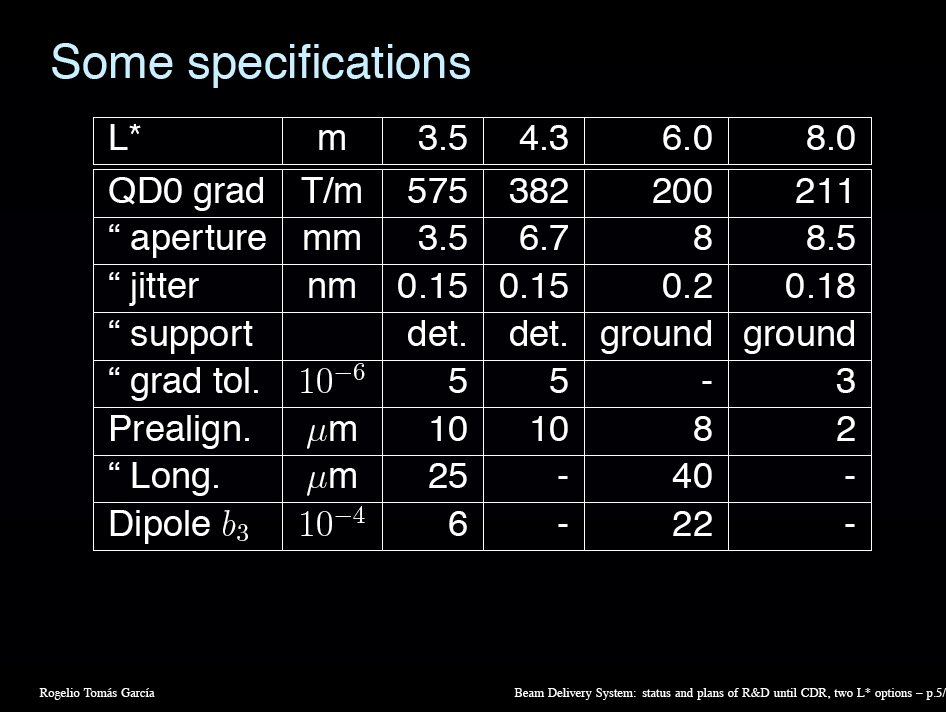 Some specifications
L* m 3.5 4.3 6.0 8.0
QD0 grad T/m 575 382 200 211
“ aperture mm 3.5 6.7 8 8.5
“ jitter nm 0.15 0.15 0.2 0.18
“ support det. det. ground ground
“ grad tol. 10⁻⁶ 5 5 - 3
Prealign. μm 10 10 8 2
“ Long. μm 25 - 40 -
Dipole b₃ 10⁻⁴ 6 - 22 -
Rogelio Tomás García
Beam Delivery System: status and plans of R&D until CDR, two L* options – p.5/